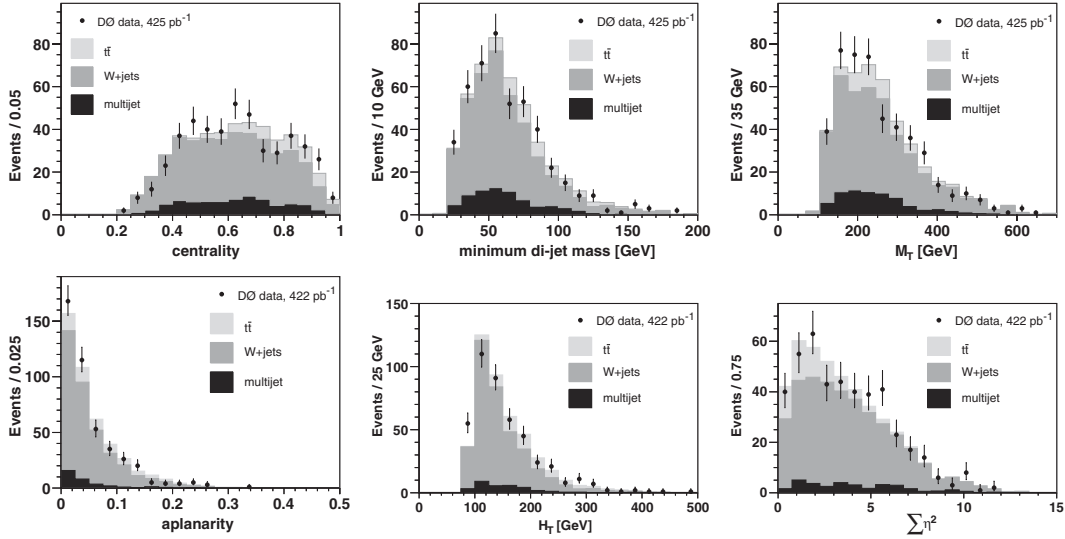 DØ data, 425 pb-1
tt̄
W+jets
multijet
Events / 0.05
0 20 40 60 80
0 0.2 0.4 0.6 0.8 1
centrality
DØ data, 425 pb-1
tt̄
W+jets
multijet
Events / 10 GeV
0 20 40 60 80
0 50 100 150 200
minimum di-jet mass [GeV]
DØ data, 425 pb-1
tt̄
W+jets
multijet
Events / 35 GeV
0 20 40 60 80
0 200 400 600
MT [GeV]
DØ data, 422 pb-1
tt̄
W+jets
multijet
Events / 0.025
0 50 100 150
0 0.1 0.2 0.3 0.4 0.5
aplanarity
DØ data, 422 pb-1
tt̄
W+jets
multijet
Events / 25 GeV
0 50 100 150
0 100 200 300 400 500
HT [GeV]
DØ data, 422 pb-1
tt̄
W+jets
multijet
Events / 0.75
0 20 40 60
0 5 10 15
∑η2